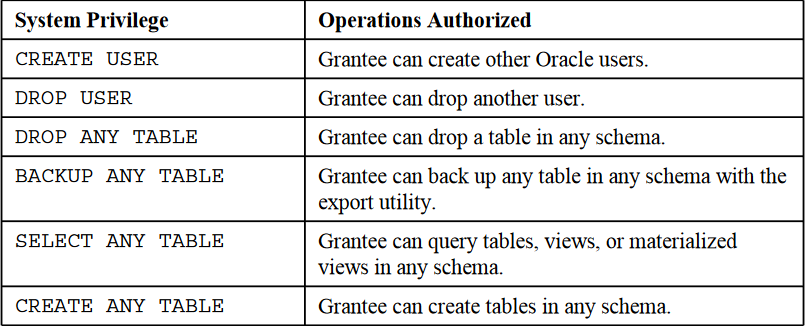 System Privilege Operations Authorized
CREATE USER Grantee can create other Oracle users.
DROP USER Grantee can drop another user.
DROP ANY TABLE Grantee can drop a table in any schema.
BACKUP ANY TABLE Grantee can back up any table in any schema with the
export utility.
SELECT ANY TABLE Grantee can query tables, views, or materialized
views in any schema.
CREATE ANY TABLE Grantee can create tables in any schema.